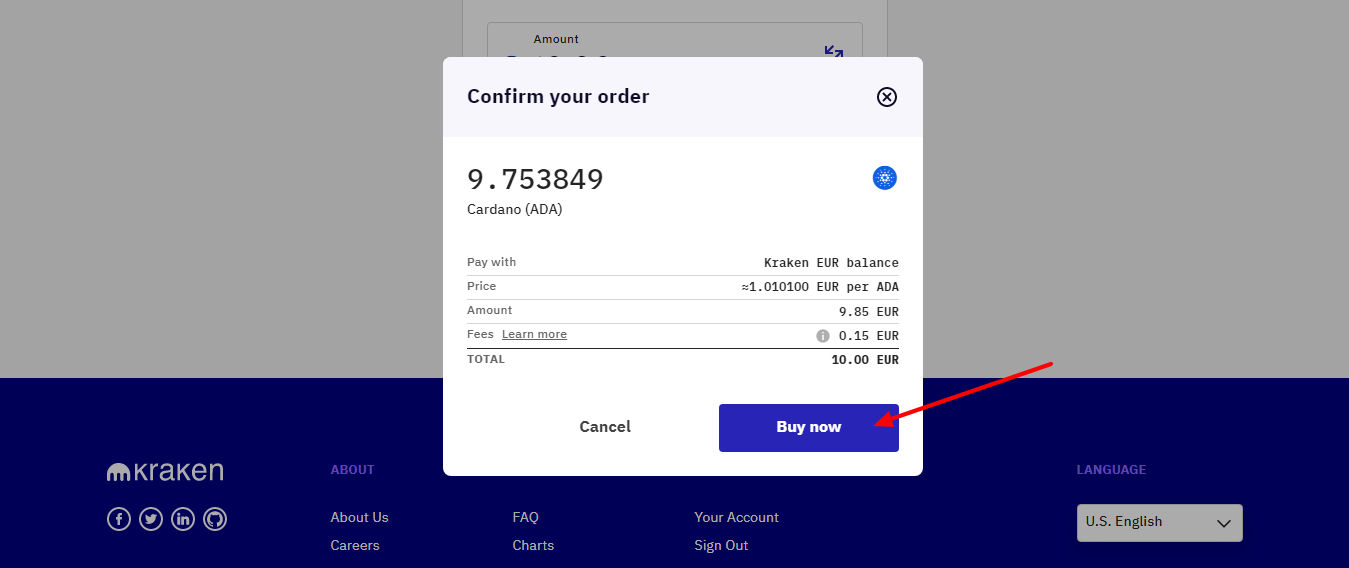 Amount
Confirm your order
9.753849
Cardano (ADA)
Pay with Kraken EUR balance
Price ≈1.010100 EUR per ADA
Amount 9.85 EUR
Fees Learn more 0.15 EUR
TOTAL 10.00 EUR
Cancel Buy now
kraken ABOUT LANGUAGE
About Us FAQ Your Account U.S. English
Careers Charts Sign Out